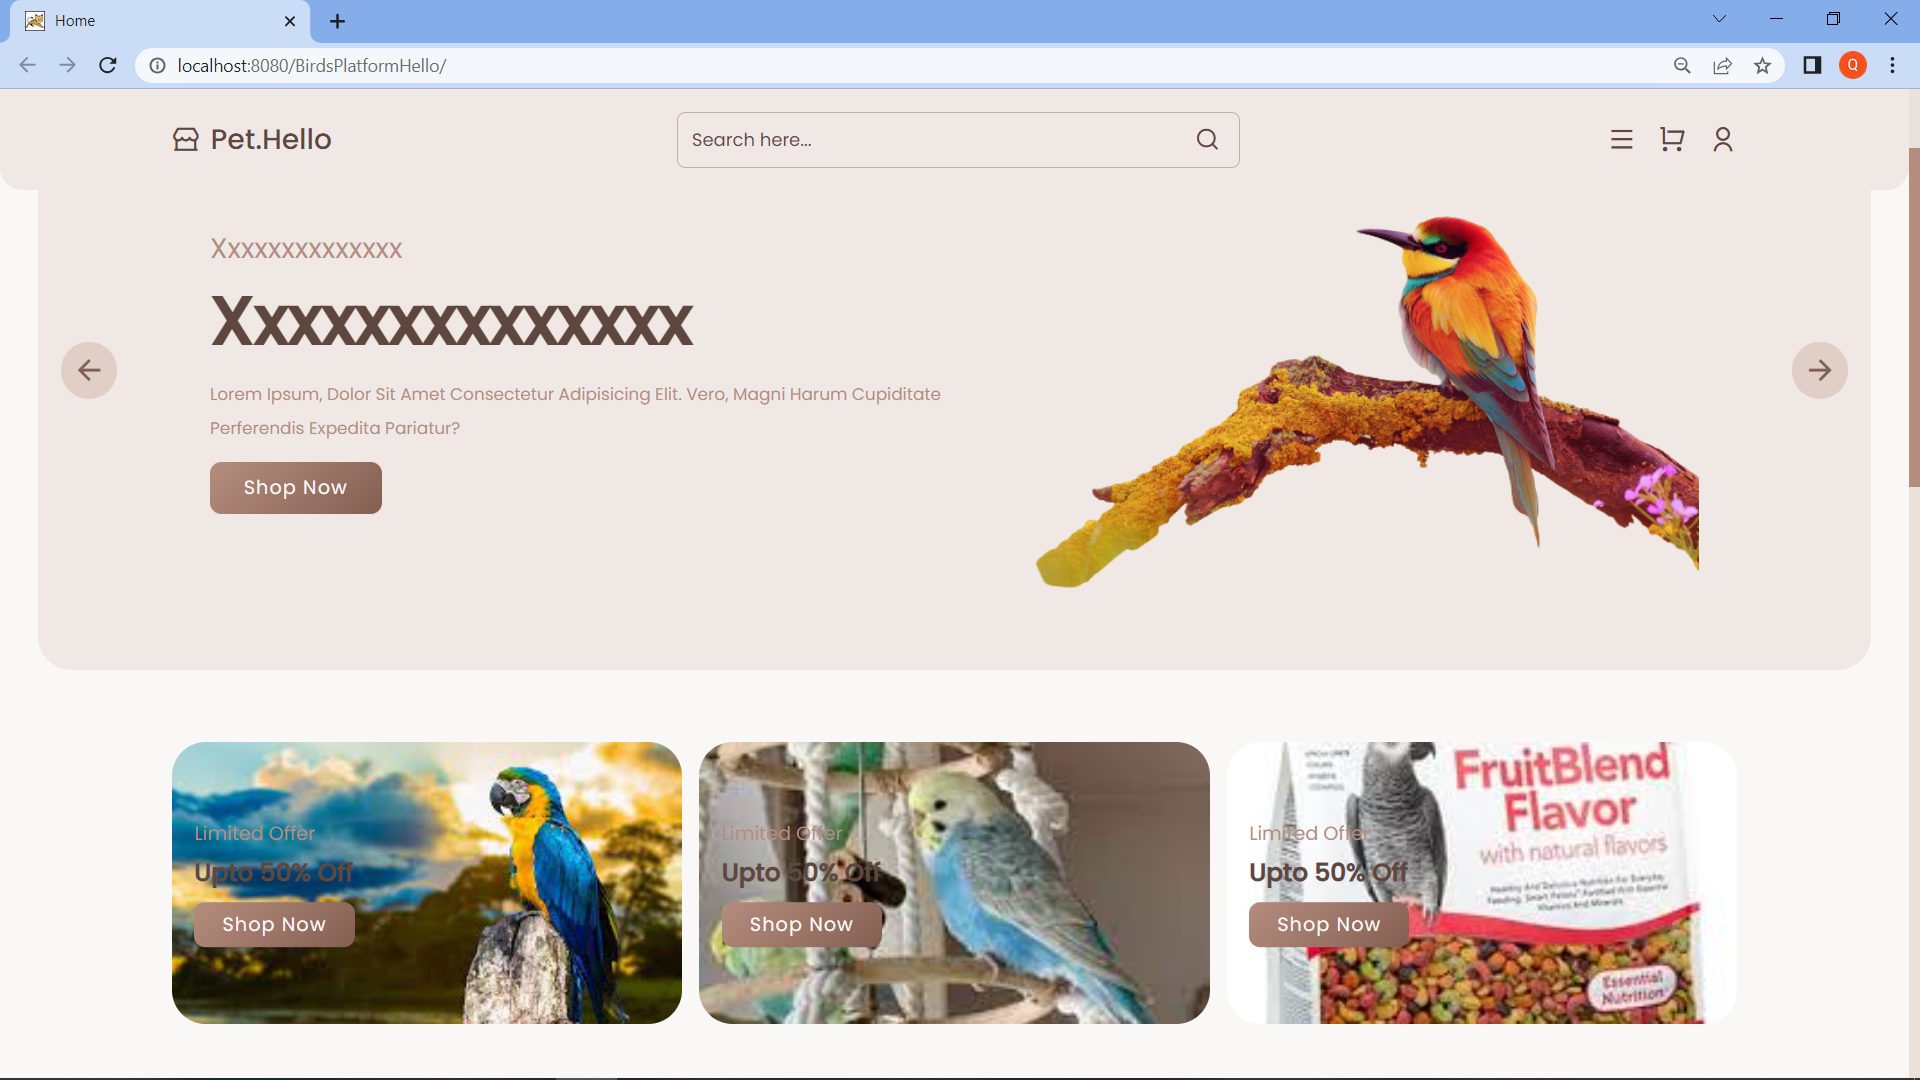 Home
localhost:8080/BirdsPlatformHello/
Q
Pet.Hello
Search here...
Xxxxxxxxxxxxxx
Xxxxxxxxxxxxxx
Lorem Ipsum, Dolor Sit Amet Consectetur Adipisicing Elit. Vero, Magni Harum Cupiditate
Perferendis Expedita Pariatur?
Shop Now
Limited Offer
Upto 50% Off
Shop Now
Limited Offer
Upto 50% Off
Shop Now
Limited Offer
Upto 50% Off
Shop Now
FruitBlend
Flavor
with natural flavors
Essential
Nutrition